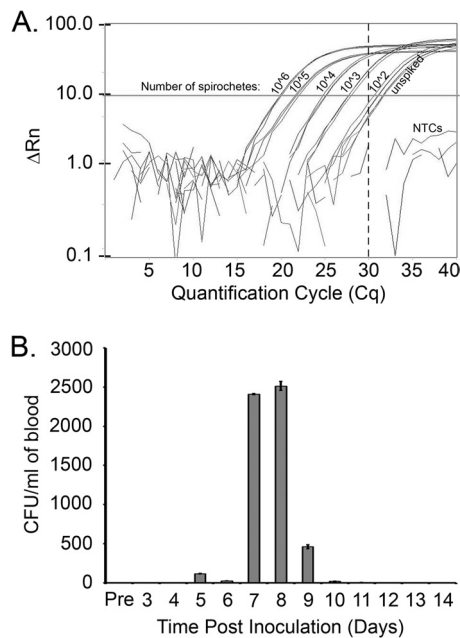 A.
100.0
10.0
1.0
0.1
ΔRn
Number of spirochetes:
10^6
10^5
10^4
10^3
10^2
unspiked
NTCs
5 10 15 20 25 30 35 40
Quantification Cycle (Cq)
B.
3000
2500
2000
1500
1000
500
0
CFU/ml of blood
Pre 3 4 5 6 7 8 9 10 11 12 13 14
Time Post Inoculation (Days)